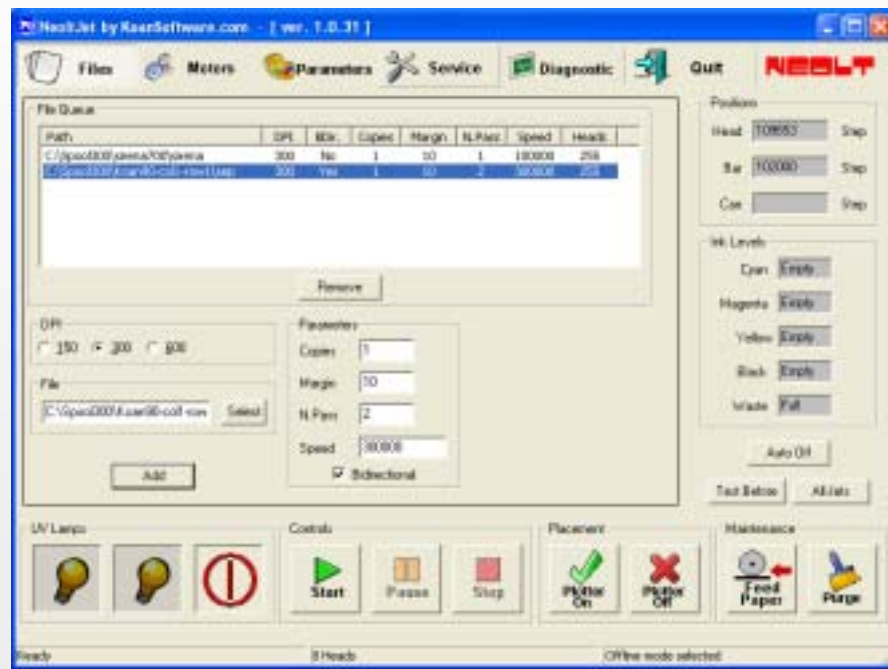 NeoltJet by KoanSoftware.com - [ ver. 1.0.31 ]
Files Motors Parameters Service Diagnostic Quit NEOLT
File Queue
Path DPI BDir. Copies Margin N.Pass Speed Heads
300 No 1 10 1 100000 255
300 Yes 1 10 2 300000 255
Remove
DPI
150 300 600
File
Select
Add
Parameters
Copies 1
Margin 10
N.Pass 2
Speed 300000
Bidirectional
Positions
Head 109653 Step
Bar 102000 Step
Step
Ink Levels
Cyan Empty
Magenta Empty
Yellow Empty
Black Empty
Waste Full
Auto Off
Test Before All Jets
UV Lamps
Controls
Start Pause Stop
Placement
Plotter On Plotter Off
Maintenance
Feed Paper Purge
Ready 8 Heads Offline mode selected